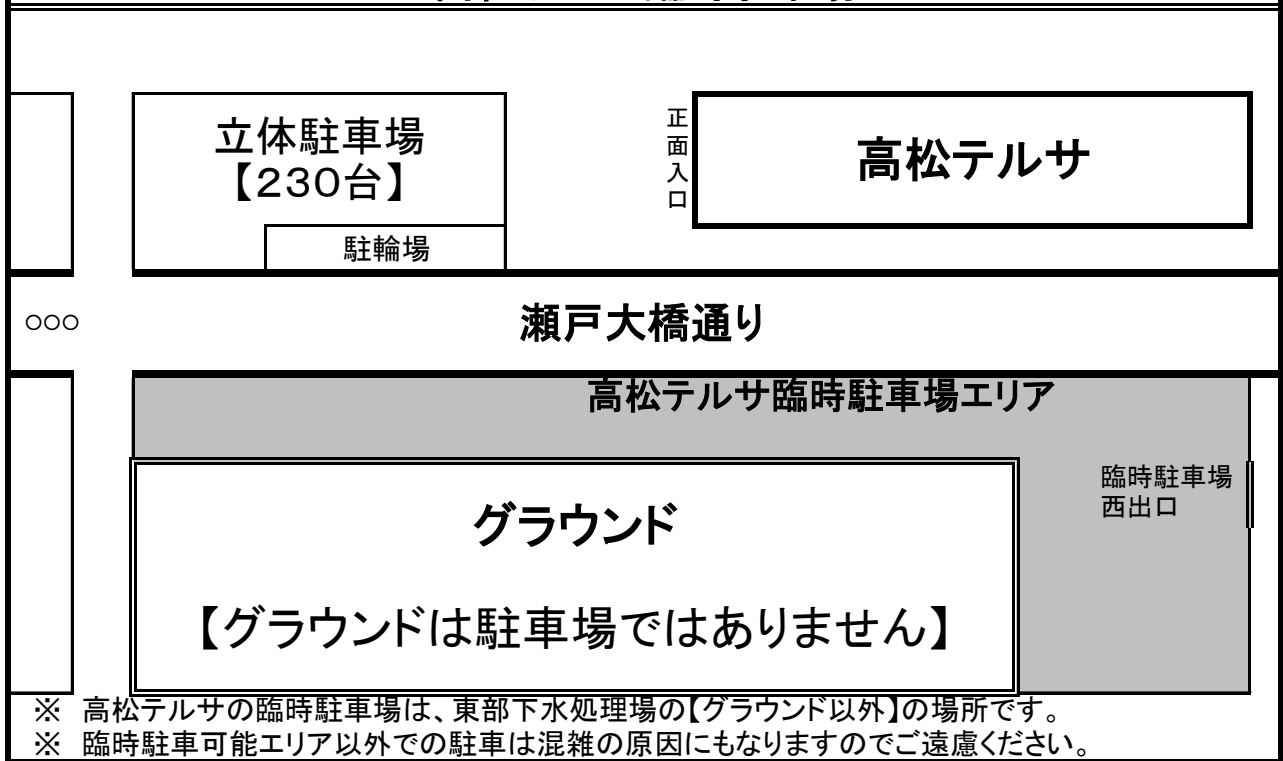 立体駐車場
【230台】
駐輪場
正面入口
高松テルサ
○○○
瀬戸大橋通り
高松テルサ臨時駐車場エリア
臨時駐車場
西出口
グラウンド
【グラウンドは駐車場ではありません】
※ 高松テルサの臨時駐車場は、東部下水処理場の【グラウンド以外】の場所です。
※ 臨時駐車可能エリア以外での駐車は混雑の原因にもなりますのでご遠慮ください。